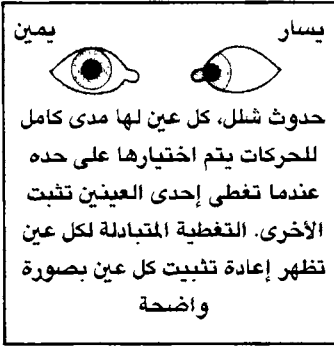 يسار
يمين
حدوث شلل، كل عين لها مدى كامل
للحركات يتم اختيارها على حده
عندما تغطى إحدى العينين تثبت
الأخرى. التغطية المتبادلة لكل عين
تظهر إعادة تثبيت كل عين بصورة
واضحة